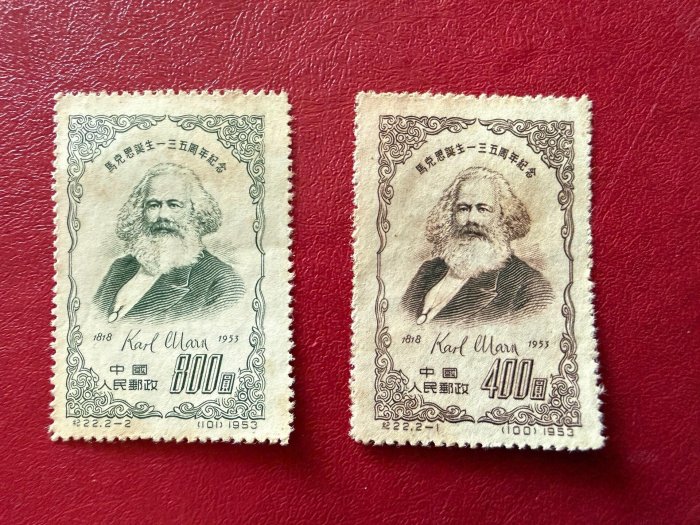 馬克思誕生一三五周年紀念
1818 Karl Marx 1953
中國
人民郵政
800圓
紀22.2-2 (101) 1953
馬克思誕生一三五周年紀念
1818 Karl Marx 1953
中國
人民郵政
400圓
紀22.2-1 (100) 1953